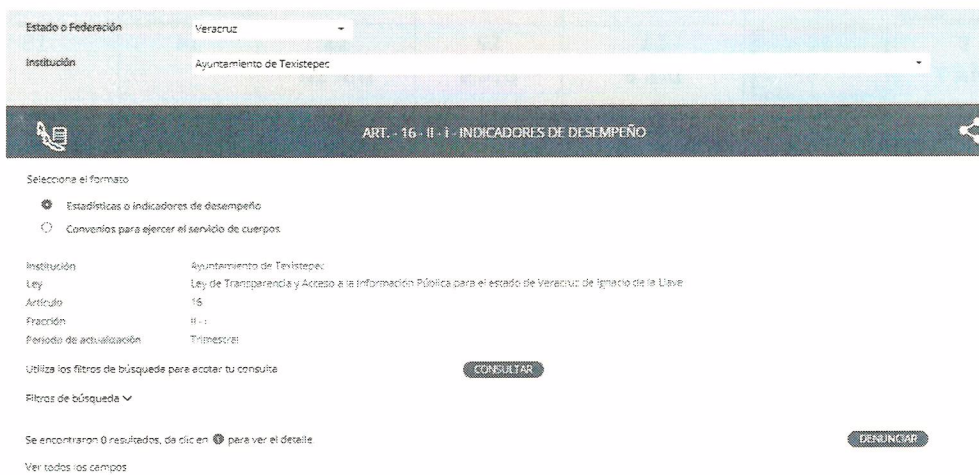 Estado o Federación Veracruz
Institución Ayuntamiento de Texistepec
ART. - 16 - II - i - INDICADORES DE DESEMPEÑO
Selecciona el formato
Estadísticas o indicadores de desempeño
Convenios para ejercer el servicio de cuerpos
Institución Ayuntamiento de Texistepec
Ley Ley de Transparencia y Acceso a la Información Pública para el estado de Veracruz de Ignacio de la Llave
Artículo 16
Fracción II - i
Periodo de actualización Trimestral
Utiliza los filtros de búsqueda para acotar tu consulta CONSULTAR
Filtros de búsqueda
Se encontraron 0 resultados, da clic en i para ver el detalle. DENUNCIAR
Ver todos los campos